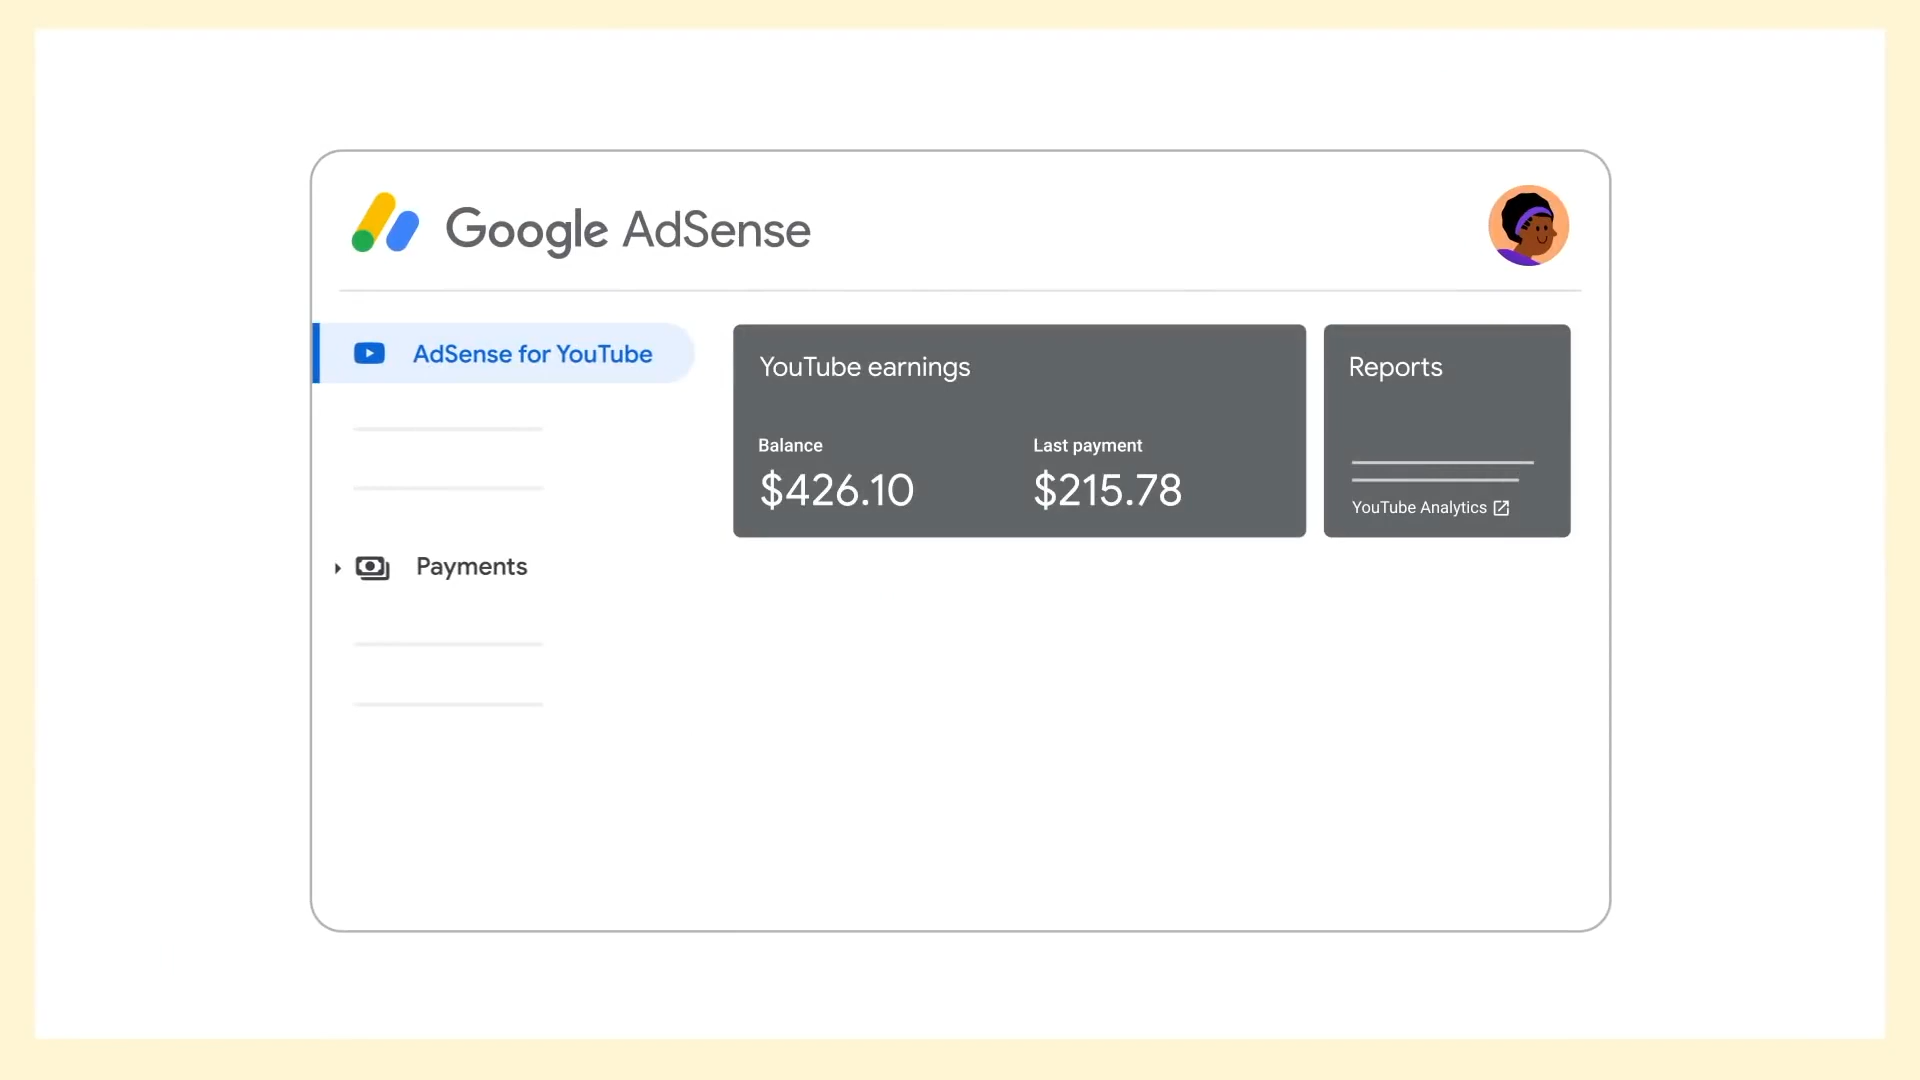 Google AdSense
AdSense for YouTube
Payments
YouTube earnings
Balance
$426.10
Last payment
$215.78
Reports
YouTube Analytics